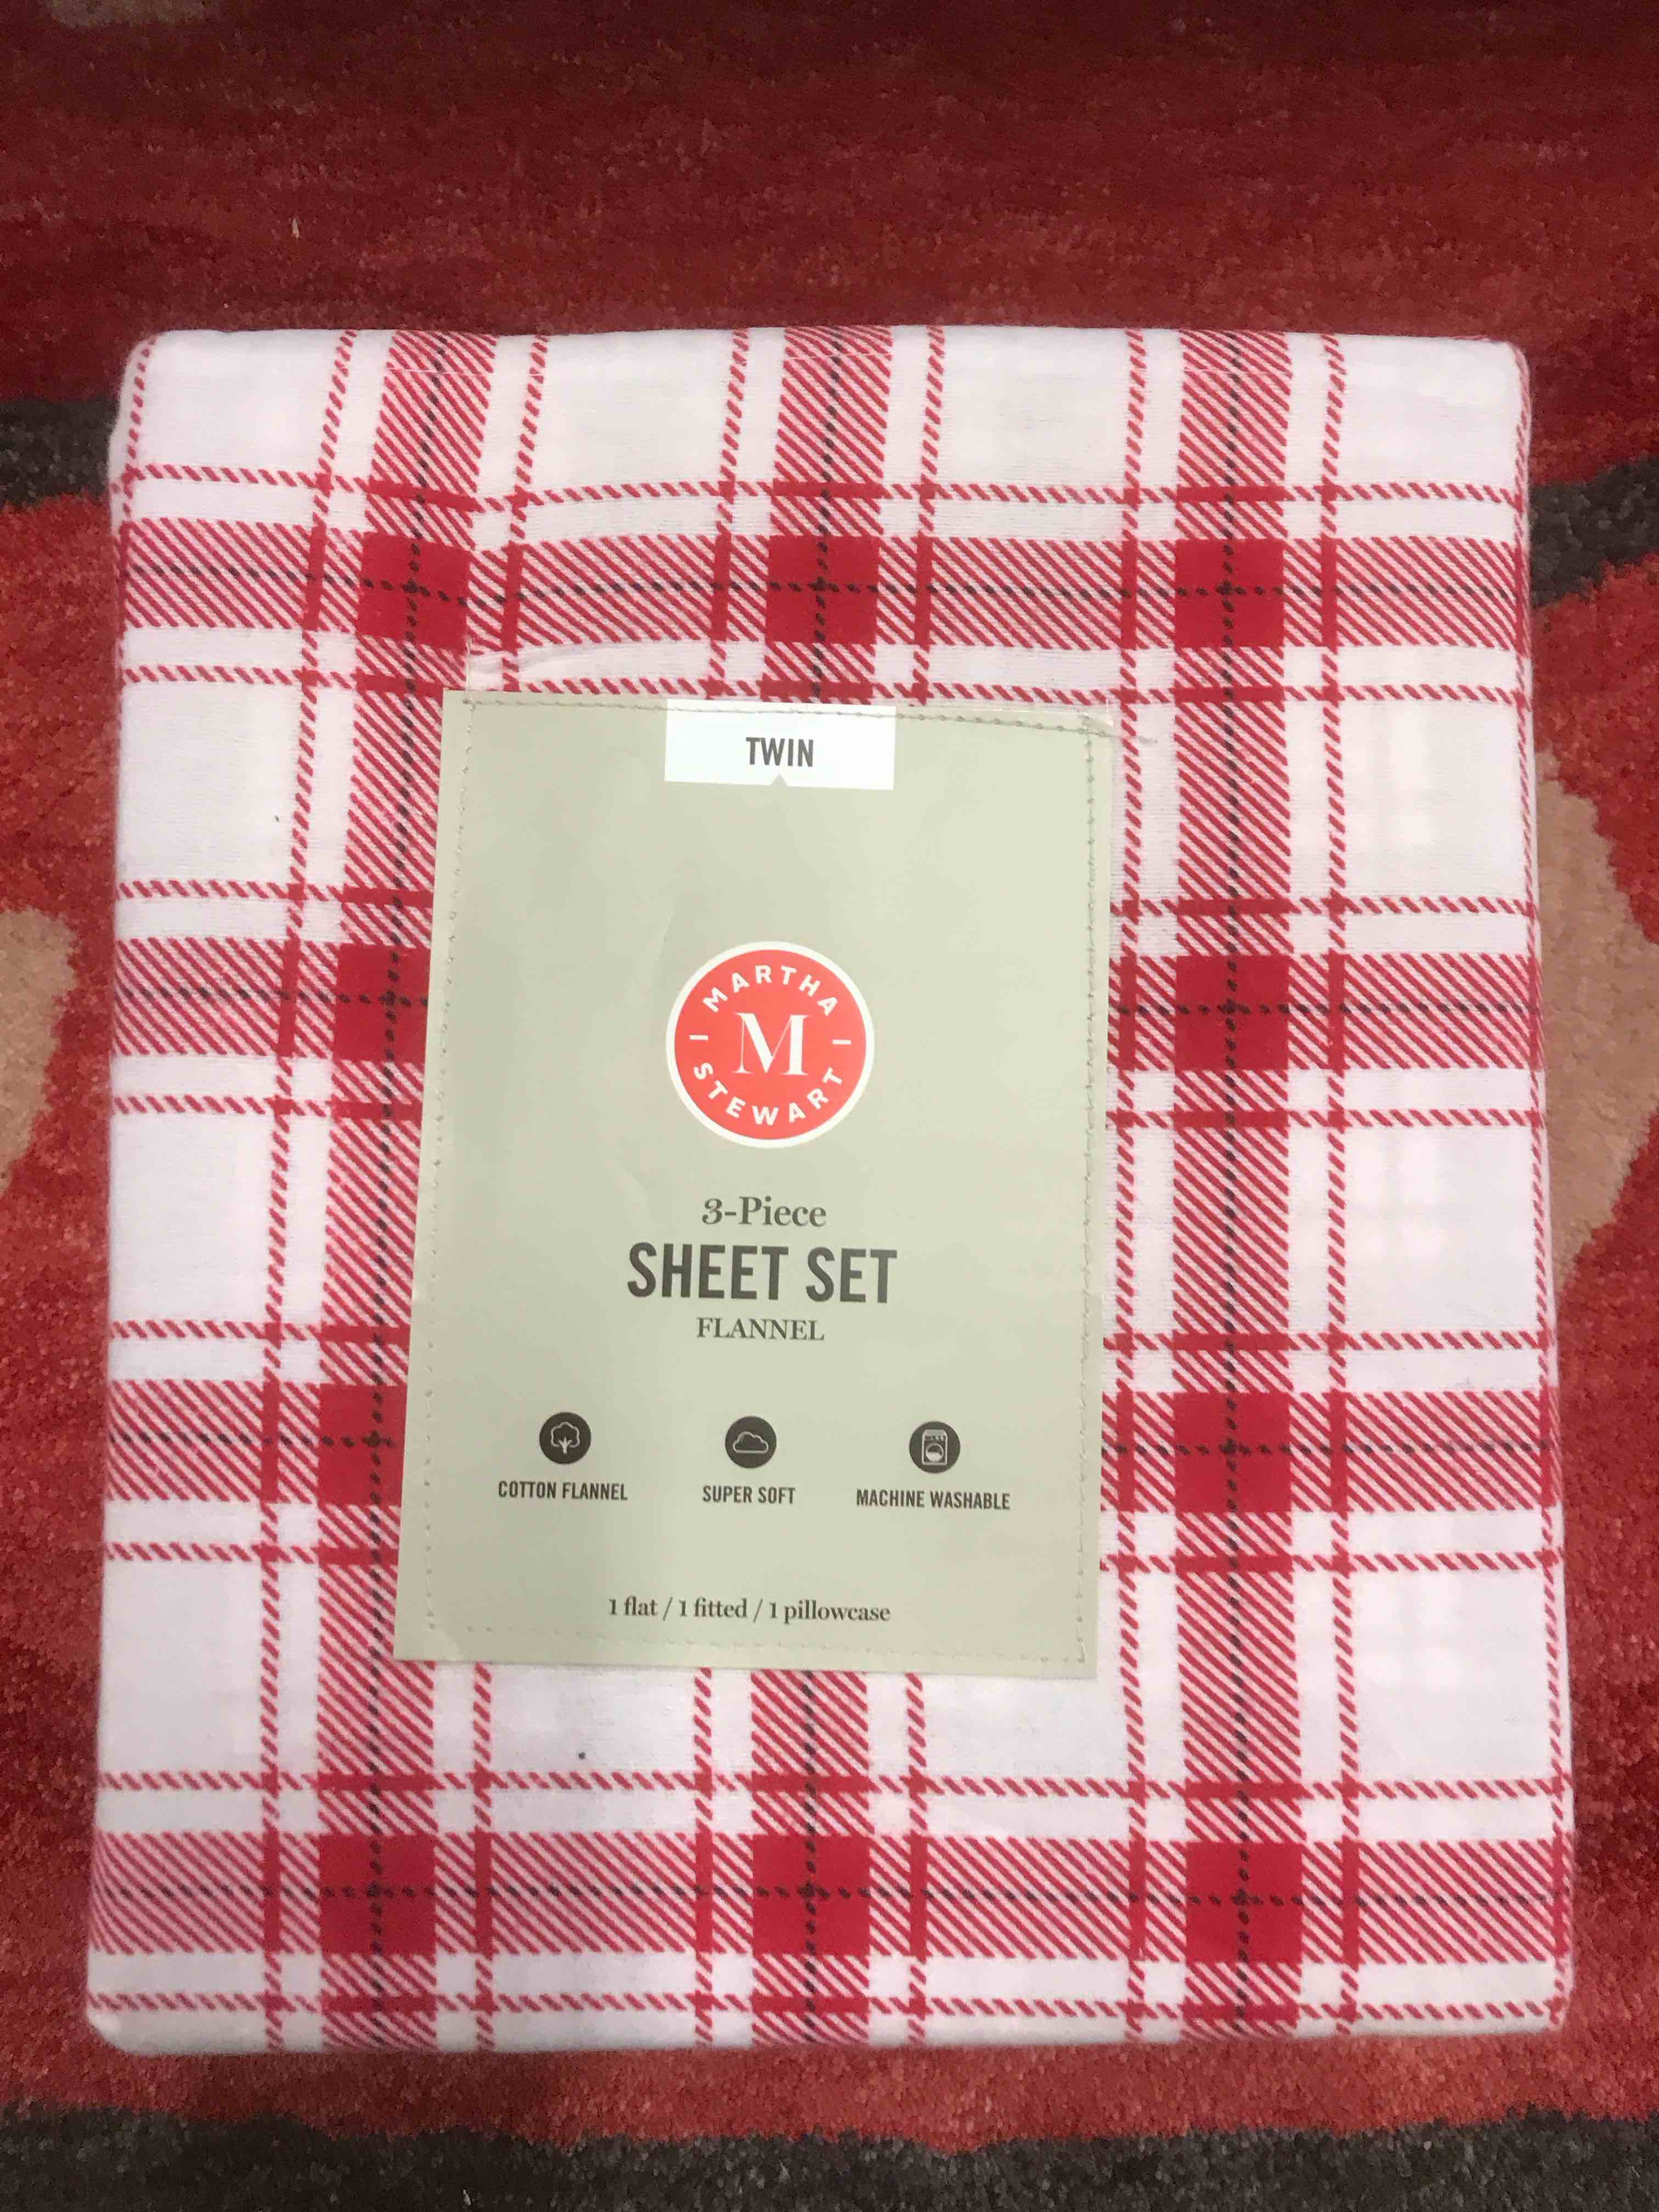 TWIN
MARTHA
M
STEWART
3-Piece
SHEET SET
FLANNEL
COTTON FLANNEL
SUPER SOFT
MACHINE WASHABLE
1 flat / 1 fitted / 1 pillowcase